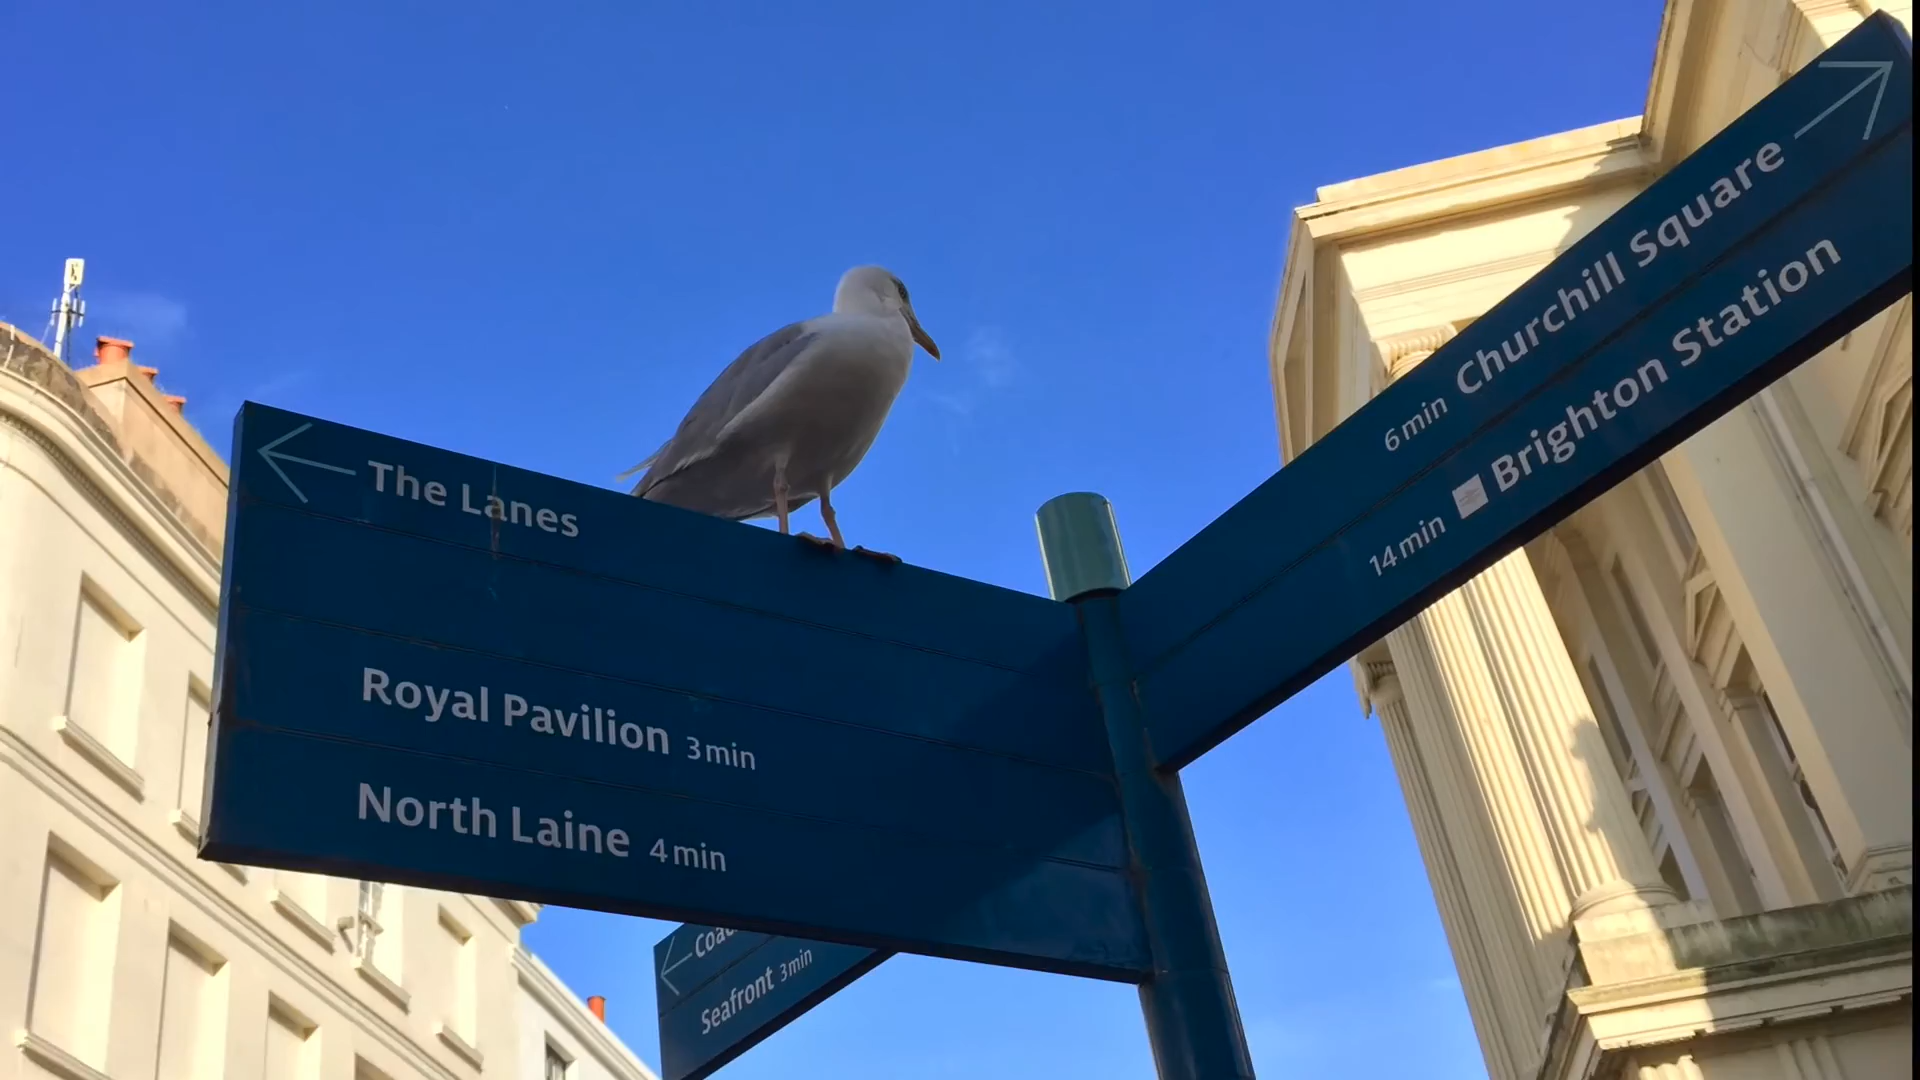 The Lanes
Royal Pavilion 3min
North Laine 4min
6min Churchill Square
14min Brighton Station
Seafront 3min